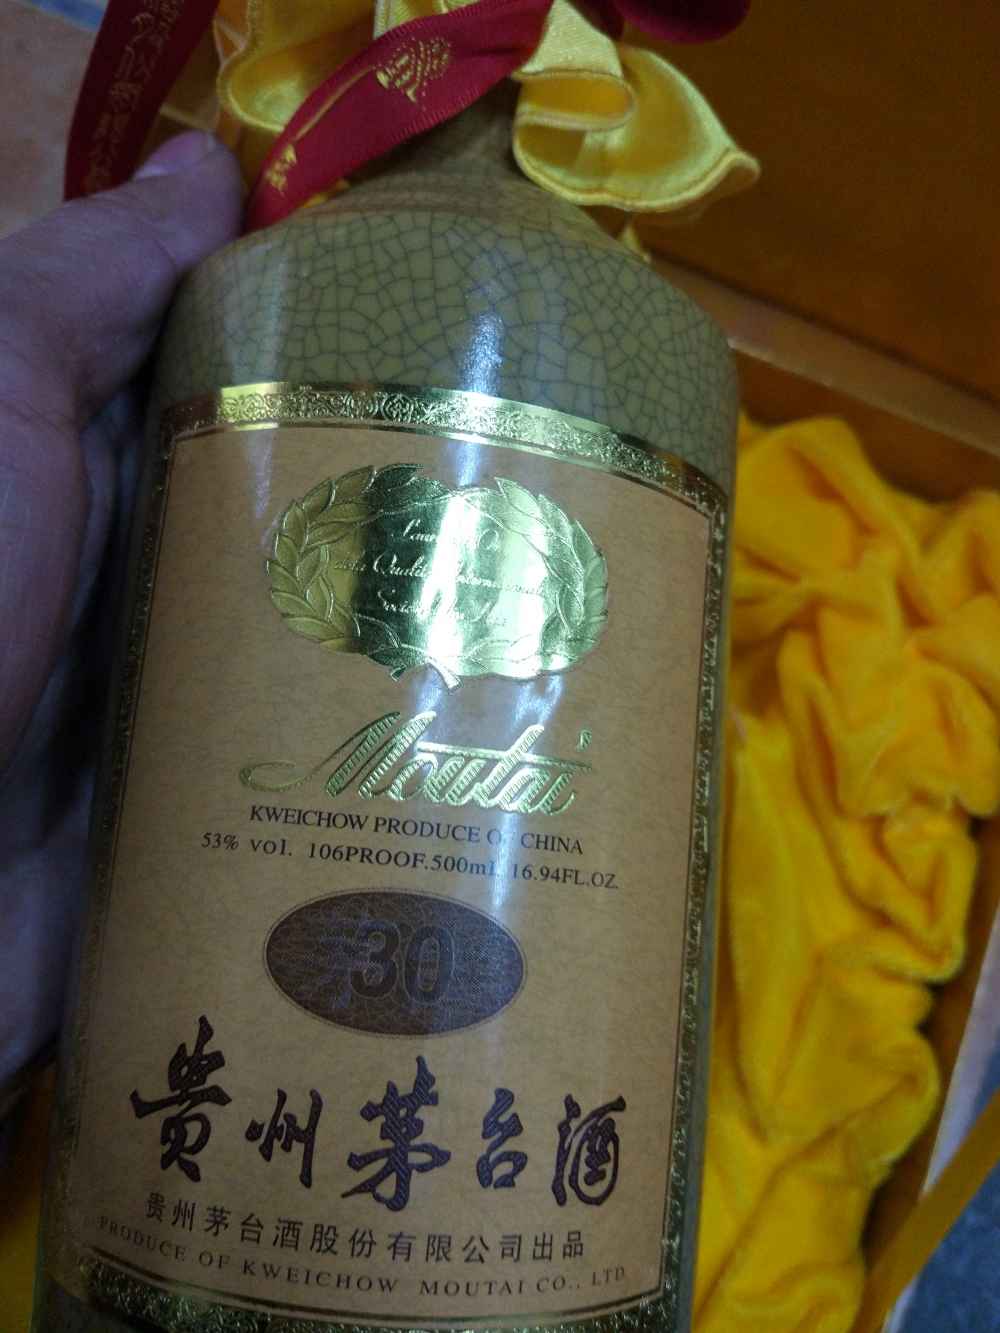 Moutai
KWEICHOW PRODUCE OF CHINA
53% vol. 106PROOF.500mL 16.94FL.OZ.
30
贵州茅台酒
贵州茅台酒股份有限公司出品
PRODUCE OF KWEICHOW MOUTAI CO., LTD